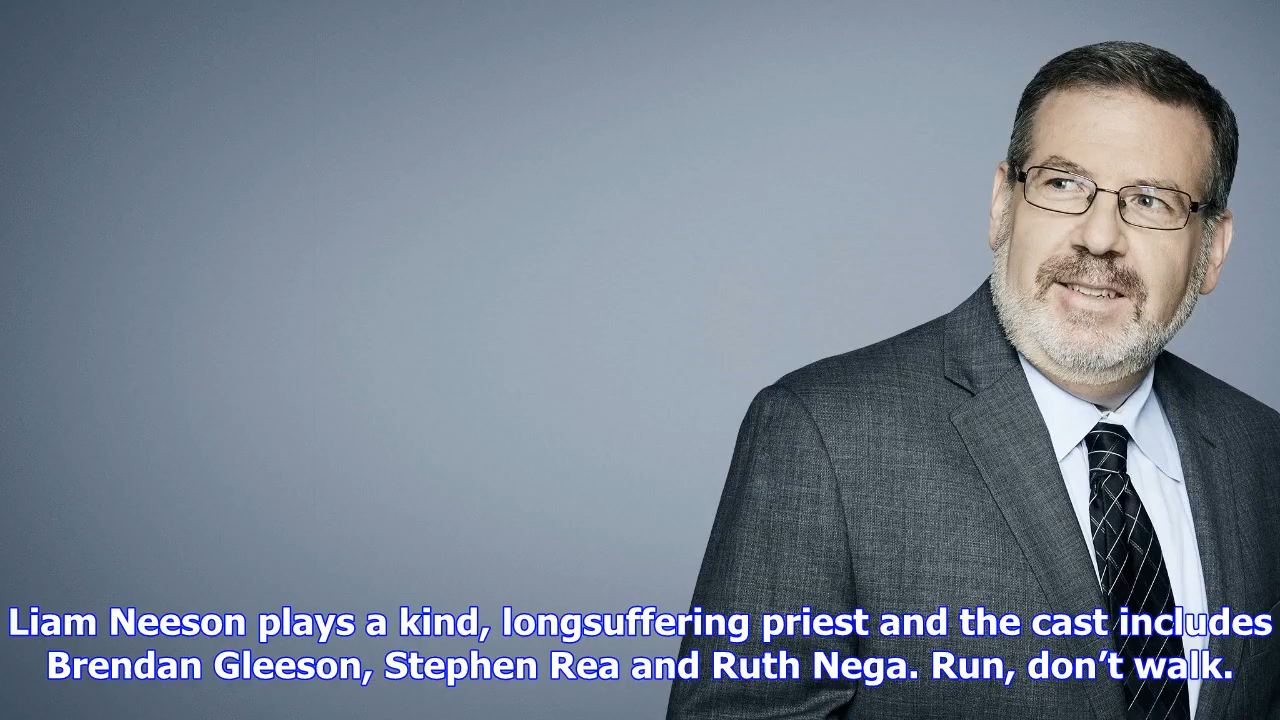 Liam Neeson plays a kind, longsuffering priest and the cast includes
Brendan Gleeson, Stephen Rea and Ruth Nega. Run, don’t walk.